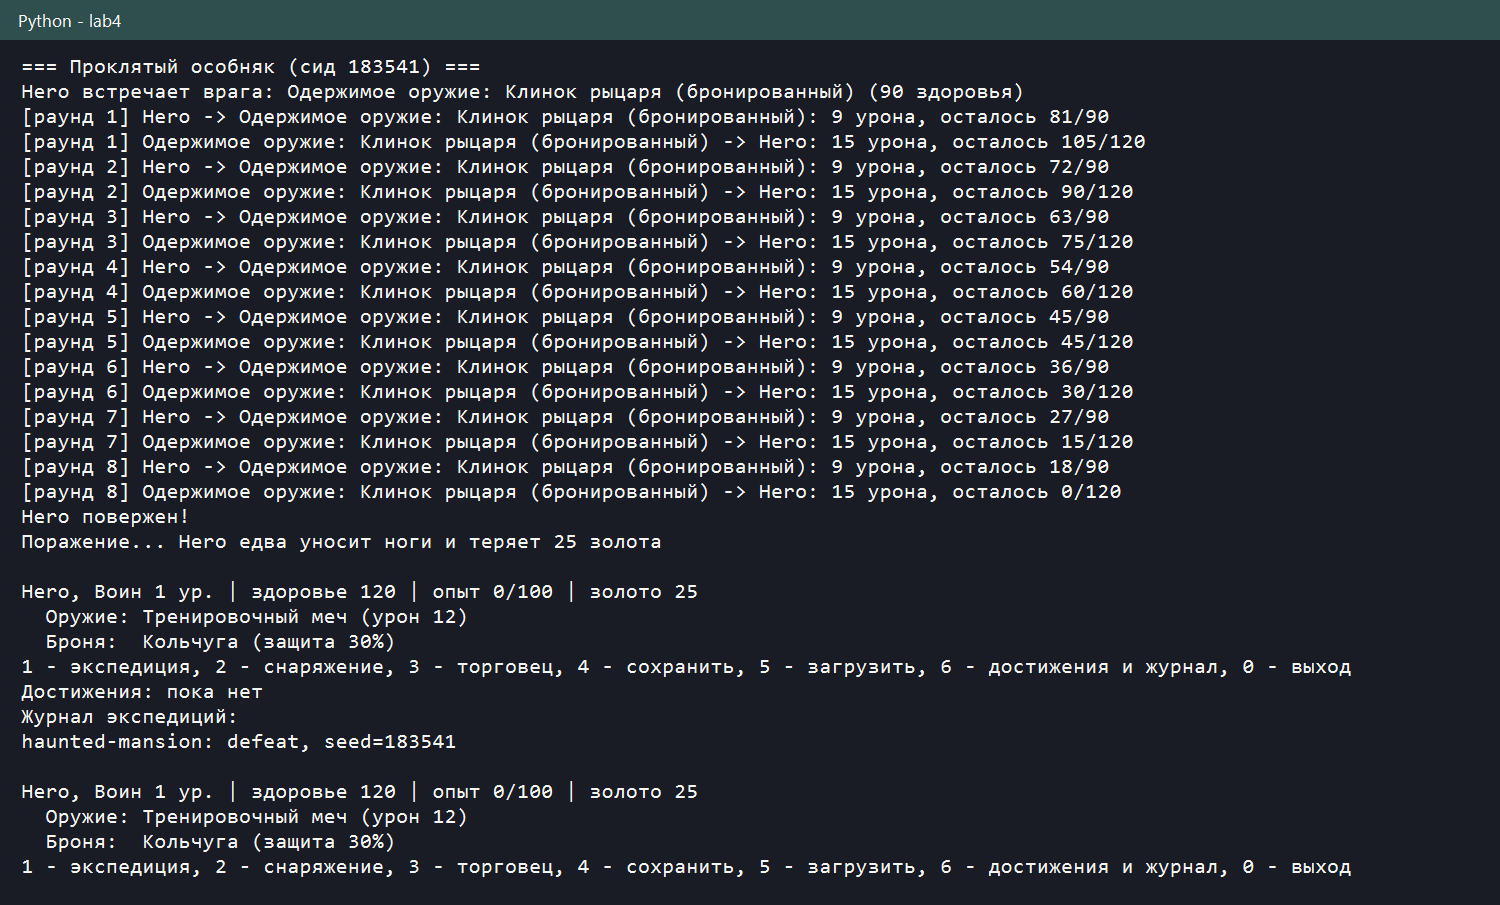 Python - lab4
=== Проклятый особняк (сид 183541) ===
Hero встречает врага: Одержимое оружие: Клинок рыцаря (бронированный) (90 здоровья)
[раунд 1] Hero -> Одержимое оружие: Клинок рыцаря (бронированный): 9 урона, осталось 81/90
[раунд 1] Одержимое оружие: Клинок рыцаря (бронированный) -> Hero: 15 урона, осталось 105/120
[раунд 2] Hero -> Одержимое оружие: Клинок рыцаря (бронированный): 9 урона, осталось 72/90
[раунд 2] Одержимое оружие: Клинок рыцаря (бронированный) -> Hero: 15 урона, осталось 90/120
[раунд 3] Hero -> Одержимое оружие: Клинок рыцаря (бронированный): 9 урона, осталось 63/90
[раунд 3] Одержимое оружие: Клинок рыцаря (бронированный) -> Hero: 15 урона, осталось 75/120
[раунд 4] Hero -> Одержимое оружие: Клинок рыцаря (бронированный): 9 урона, осталось 54/90
[раунд 4] Одержимое оружие: Клинок рыцаря (бронированный) -> Hero: 15 урона, осталось 60/120
[раунд 5] Hero -> Одержимое оружие: Клинок рыцаря (бронированный): 9 урона, осталось 45/90
[раунд 5] Одержимое оружие: Клинок рыцаря (бронированный) -> Hero: 15 урона, осталось 45/120
[раунд 6] Hero -> Одержимое оружие: Клинок рыцаря (бронированный): 9 урона, осталось 36/90
[раунд 6] Одержимое оружие: Клинок рыцаря (бронированный) -> Hero: 15 урона, осталось 30/120
[раунд 7] Hero -> Одержимое оружие: Клинок рыцаря (бронированный): 9 урона, осталось 27/90
[раунд 7] Одержимое оружие: Клинок рыцаря (бронированный) -> Hero: 15 урона, осталось 15/120
[раунд 8] Hero -> Одержимое оружие: Клинок рыцаря (бронированный): 9 урона, осталось 18/90
[раунд 8] Одержимое оружие: Клинок рыцаря (бронированный) -> Hero: 15 урона, осталось 0/120
Hero повержен!
Поражение... Hero едва уносит ноги и теряет 25 золота
Hero, Воин 1 ур. | здоровье 120 | опыт 0/100 | золото 25
Оружие: Тренировочный меч (урон 12)
Броня:  Кольчуга (защита 30%)
1 - экспедиция, 2 - снаряжение, 3 - торговец, 4 - сохранить, 5 - загрузить, 6 - достижения и журнал, 0 - выход
Достижения: пока нет
Журнал экспедиций:
haunted-mansion: defeat, seed=183541
Hero, Воин 1 ур. | здоровье 120 | опыт 0/100 | золото 25
Оружие: Тренировочный меч (урон 12)
Броня:  Кольчуга (защита 30%)
1 - экспедиция, 2 - снаряжение, 3 - торговец, 4 - сохранить, 5 - загрузить, 6 - достижения и журнал, 0 - выход